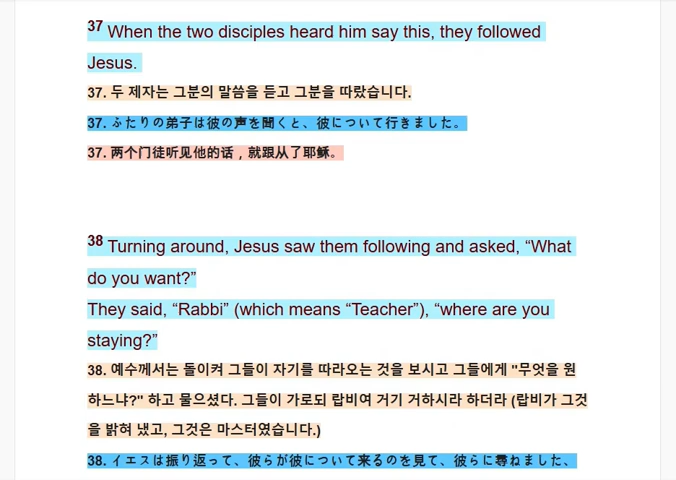 37 When the two disciples heard him say this, they followed
Jesus.
37. 두 제자는 그분의 말씀을 듣고 그분을 따랐습니다.
37. ふたりの弟子は彼の声を聞くと、彼について行きました。
37. 两个门徒听见他的话，就跟从了耶稣。
38 Turning around, Jesus saw them following and asked, “What
do you want?”
They said, “Rabbi” (which means “Teacher”), “where are you
staying?”
38. 예수께서는 돌이켜 그들이 자기를 따라오는 것을 보시고 그들에게 "무엇을 원
하느냐?" 하고 물으셨다. 그들이 가로되 랍비여 거기 거하시라 하더라 (랍비가 그것
을 밝혀 냈고, 그것은 마스터였습니다.)
38. イエスは振り返って、彼らが彼について来るのを見て、彼らに尋ねました、